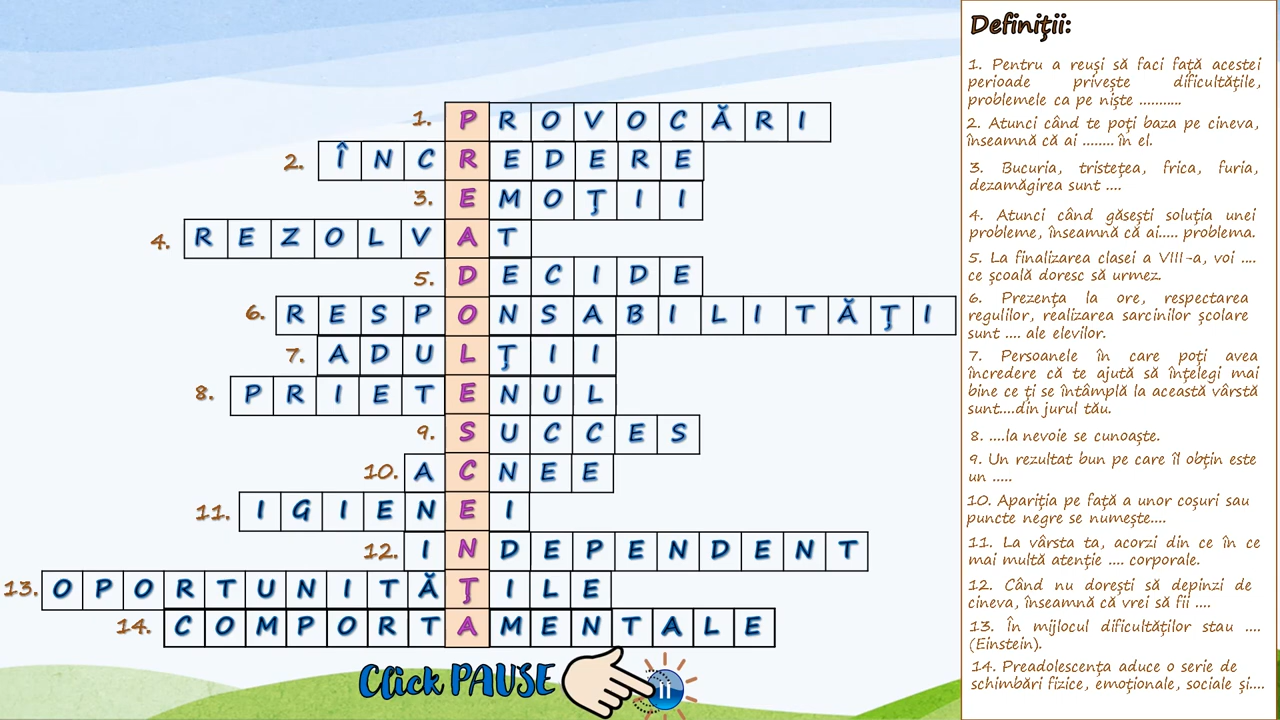 1. PROVOCĂRI
2. ÎNCREDERE
3. EMOŢII
4. REZOLVAT
5. DECIDE
6. RESPONSABILITĂŢI
7. ADULŢII
8. PRIETENUL
9. SUCCES
10. ACNEE
11. IGIENEI
12. INDEPENDENT
13. OPORTUNITĂŢILE
14. COMPORTAMENTALE
Click PAUSE
Definiţii:
1. Pentru a reuşi să faci faţă acestei
perioade priveşte dificultăţile,
problemele ca pe nişte ...........
2. Atunci când te poţi baza pe cineva,
înseamnă că ai ........ în el.
3. Bucuria, tristeţea, frica, furia,
dezamăgirea sunt ....
4. Atunci când găseşti soluţia unei
probleme, înseamnă că ai..... problema.
5. La finalizarea clasei a VIII-a, voi ....
ce şcoală doresc să urmez.
6. Prezenţa la ore, respectarea
regulilor, realizarea sarcinilor şcolare
sunt .... ale elevilor.
7. Persoanele în care poţi avea
încredere că te ajută să înţelegi mai
bine ce ţi se întâmplă la această vârstă
sunt....din jurul tău.
8. ....la nevoie se cunoaşte.
9. Un rezultat bun pe care îl obţin este
un .....
10. Apariţia pe faţă a unor coşuri sau
puncte negre se numeşte....
11. La vârsta ta, acorzi din ce în ce
mai multă atenţie .... corporale.
12. Când nu doreşti să depinzi de
cineva, înseamnă că vrei să fii ....
13. În mijlocul dificultăţilor stau ....
(Einstein).
14. Preadolescenţa aduce o serie de
schimbări fizice, emoţionale, sociale şi....